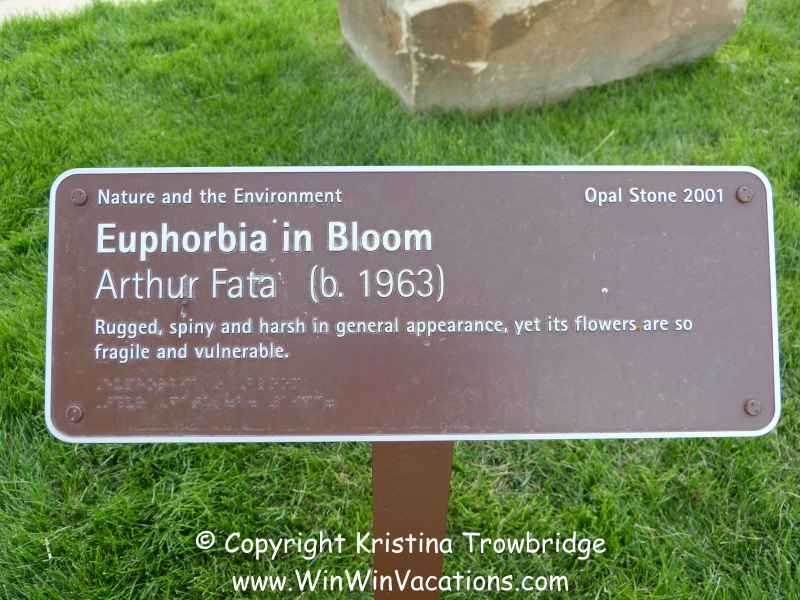 Nature and the Environment Opal Stone 2001
Euphorbia in Bloom
Arthur Fata (b. 1963)
Rugged, spiny and harsh in general appearance, yet its flowers are so
fragile and vulnerable.
© Copyright Kristina Trowbridge
www.WinWinVacations.com